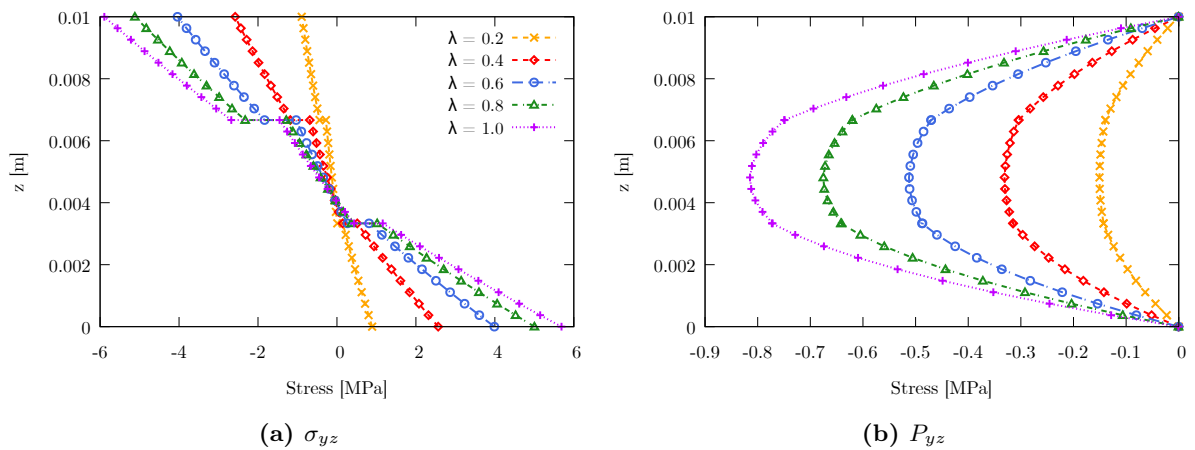 0.01
0.008
0.006
0.004
0.002
0
z [m]
-6
-4
-2
0
2
4
6
Stress [MPa]
λ = 0.2
λ = 0.4
λ = 0.6
λ = 0.8
λ = 1.0
(a) σyz
0.01
0.008
0.006
0.004
0.002
0
z [m]
-0.9
-0.8
-0.7
-0.6
-0.5
-0.4
-0.3
-0.2
-0.1
0
Stress [MPa]
(b) Pyz